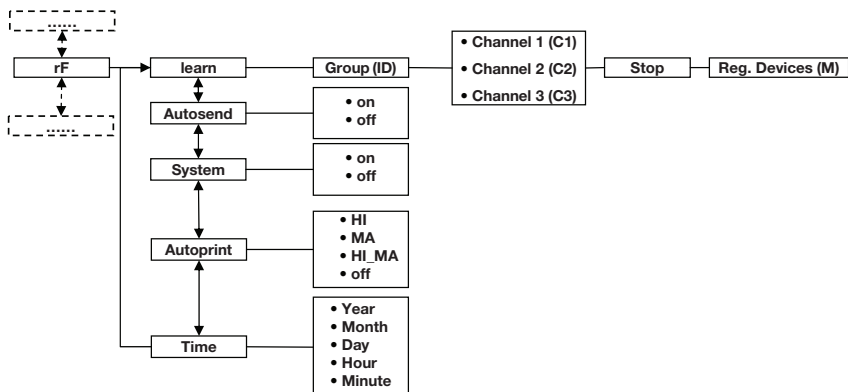 ......
rF
......
learn
Group (ID)
• Channel 1 (C1)
• Channel 2 (C2)
• Channel 3 (C3)
Stop
Reg. Devices (M)
Autosend
• on
• off
System
• on
• off
Autoprint
• HI
• MA
• HI_MA
• off
Time
• Year
• Month
• Day
• Hour
• Minute